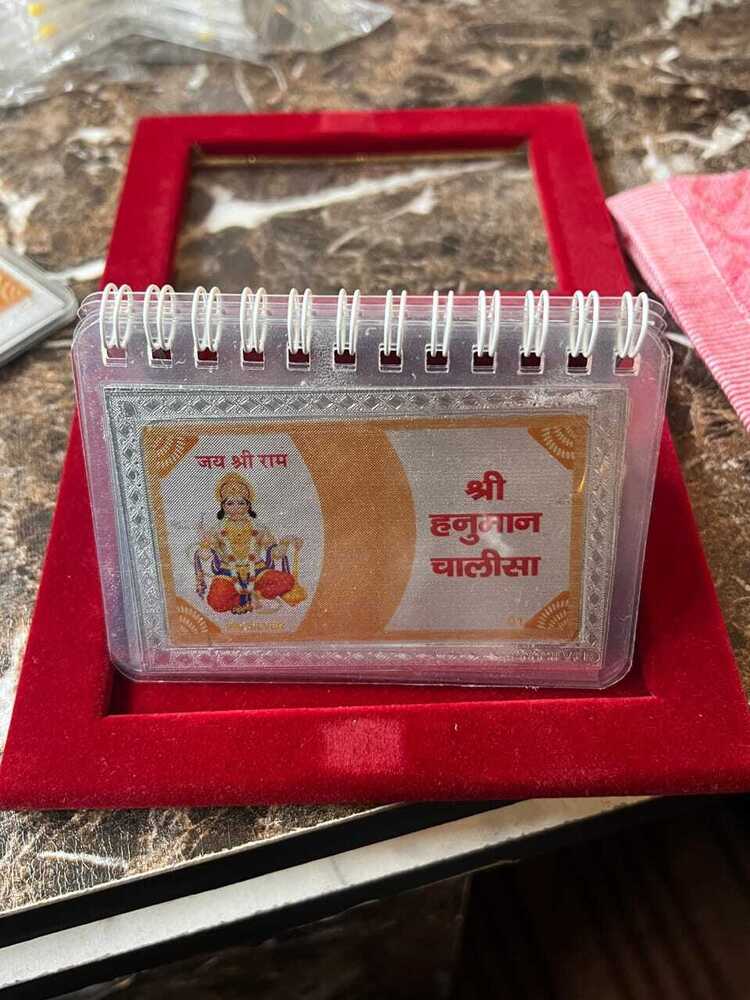 जय श्री राम
श्री
हनुमान
चालीसा